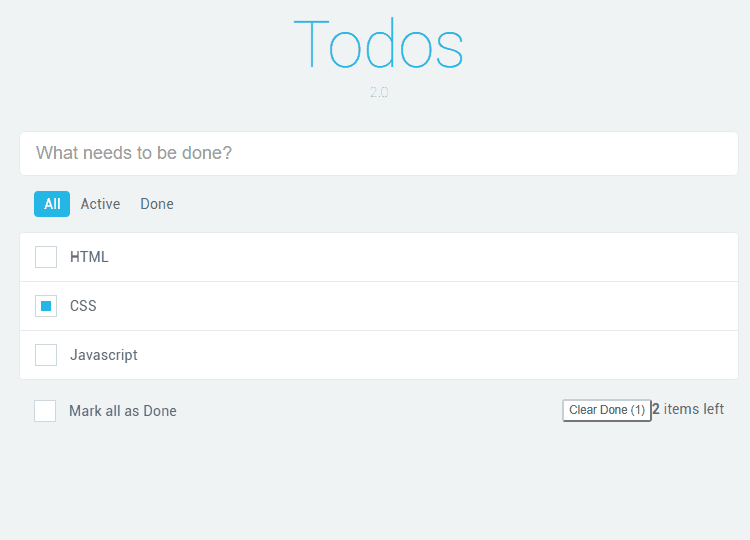 Todos
2.0
What needs to be done?
All Active Done
HTML
CSS
Javascript
Mark all as Done Clear Done (1) 2 items left